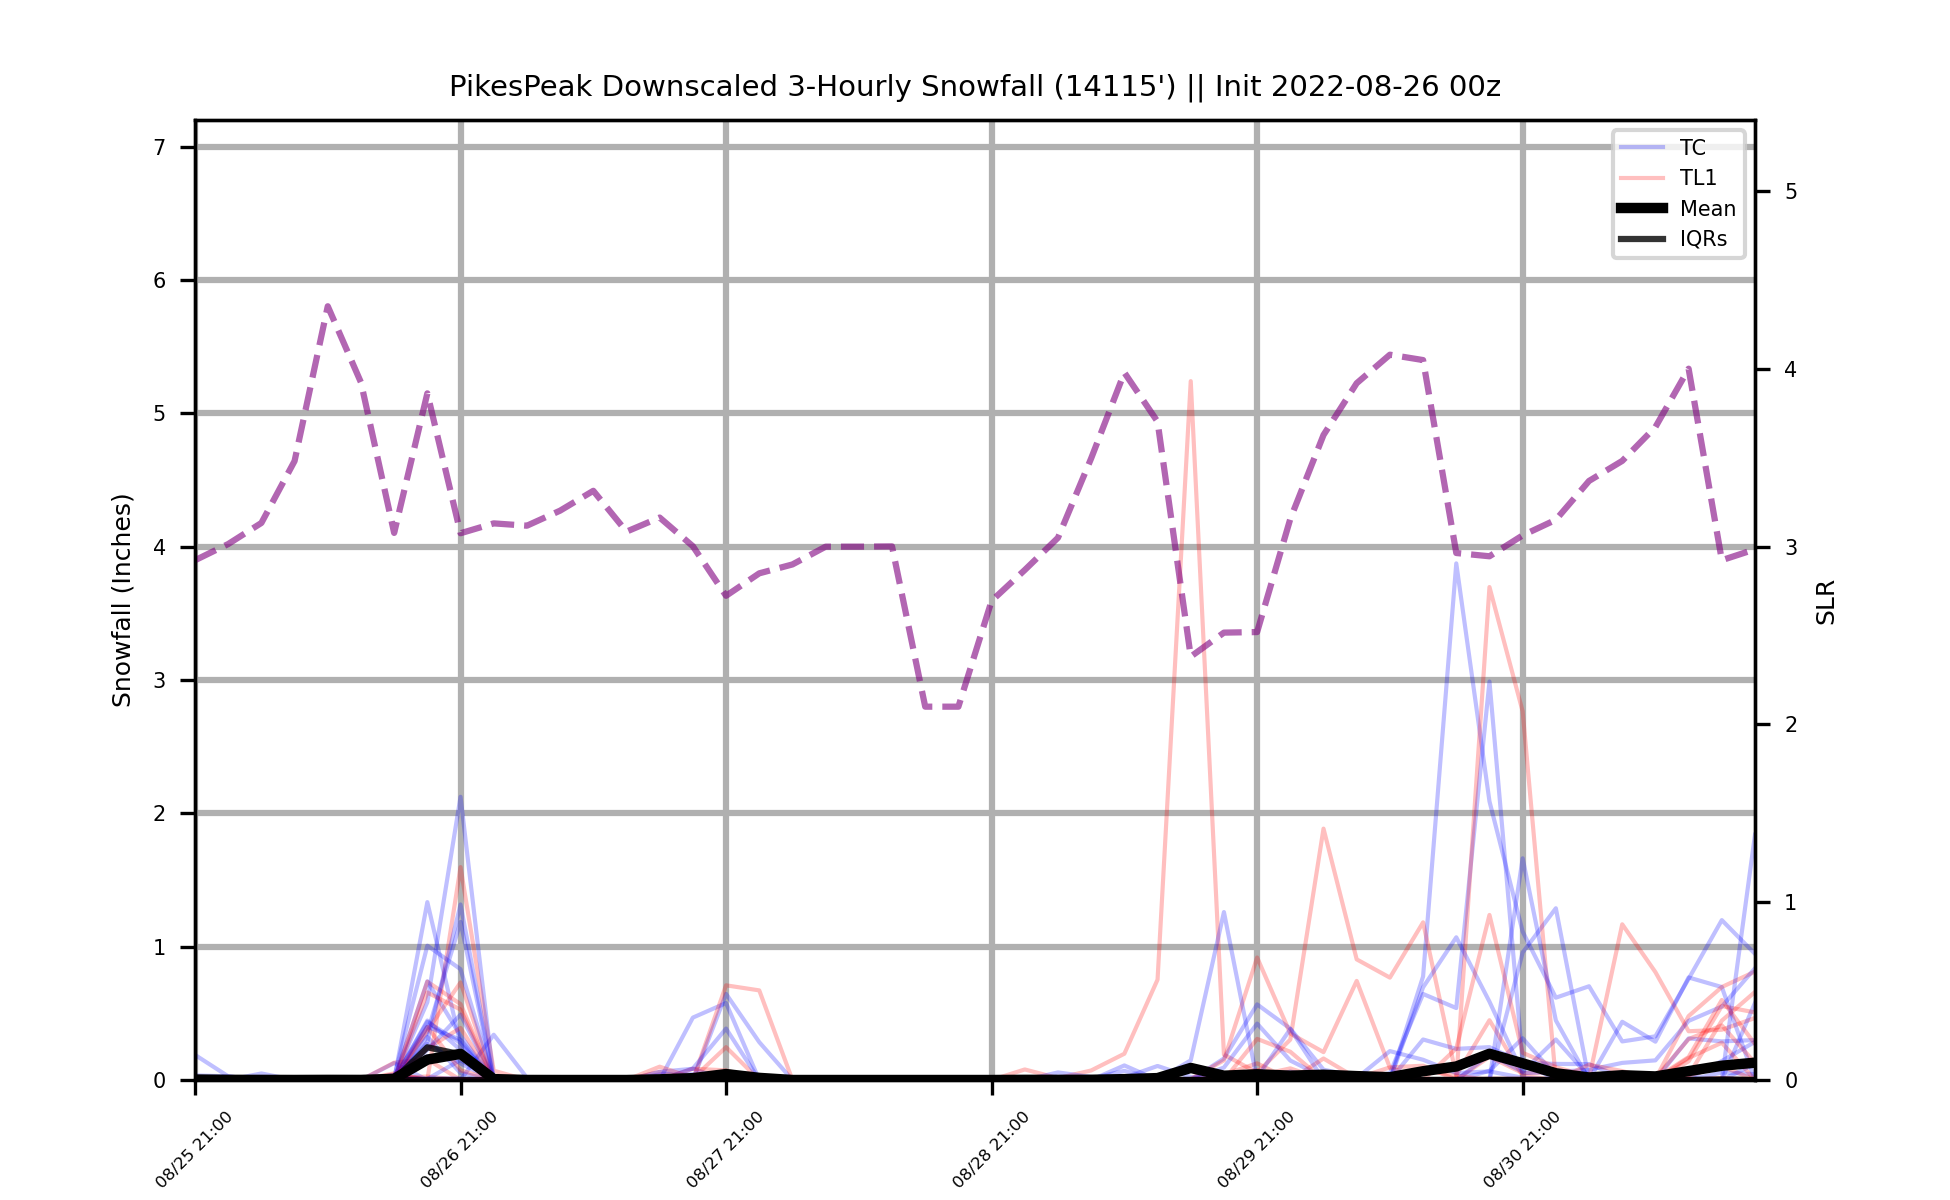 PikesPeak Downscaled 3-Hourly Snowfall (14115') || Init 2022-08-26 00z
TC
TL1
Mean
IQRs
Snowfall (Inches)
7
6
5
4
3
2
1
0
SLR
5
4
3
2
1
0
08/25 21:00
08/26 21:00
08/27 21:00
08/28 21:00
08/29 21:00
08/30 21:00